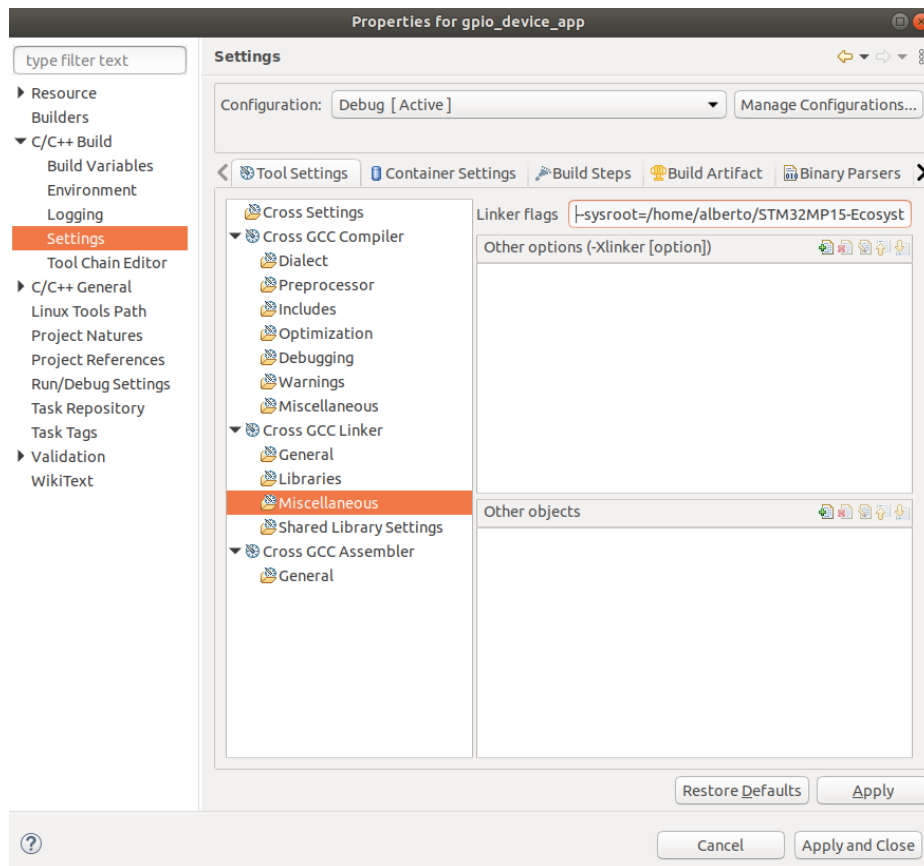 Properties for gpio_device_app
type filter text
Resource
Builders
C/C++ Build
Build Variables
Environment
Logging
Settings
Tool Chain Editor
C/C++ General
Linux Tools Path
Project Natures
Project References
Run/Debug Settings
Task Repository
Task Tags
Validation
WikiText
Settings
Configuration: Debug [ Active ] Manage Configurations...
Tool Settings Container Settings Build Steps Build Artifact Binary Parsers
Cross Settings
Cross GCC Compiler
Dialect
Preprocessor
Includes
Optimization
Debugging
Warnings
Miscellaneous
Cross GCC Linker
General
Libraries
Miscellaneous
Shared Library Settings
Cross GCC Assembler
General
Linker flags --sysroot=/home/alberto/STM32MP15-Ecosyst
Other options (-Xlinker [option])
Other objects
Restore Defaults Apply
Cancel Apply and Close